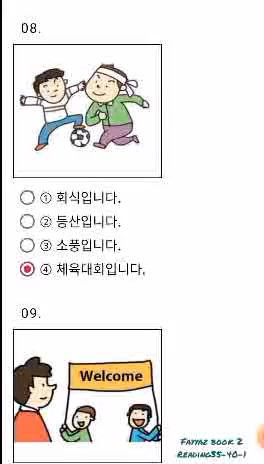 08.
① 회식입니다.
② 등산입니다.
③ 소풍입니다.
④ 체육대회입니다.
09.
Welcome
Fayyaz book 2
Reading35-40-1